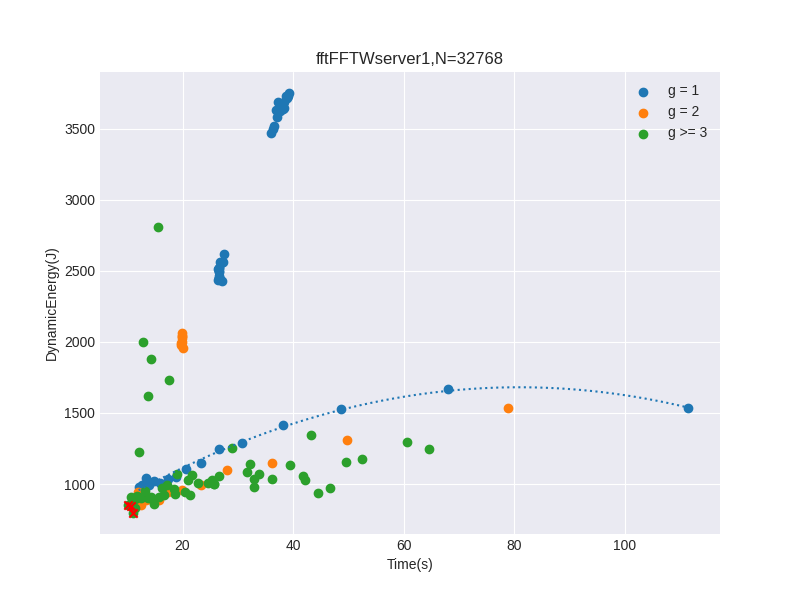 fftFFTWserver1,N=32768
g = 1
g = 2
g >= 3
DynamicEnergy(J)
3500
3000
2500
2000
1500
1000
20 40 60 80 100
Time(s)